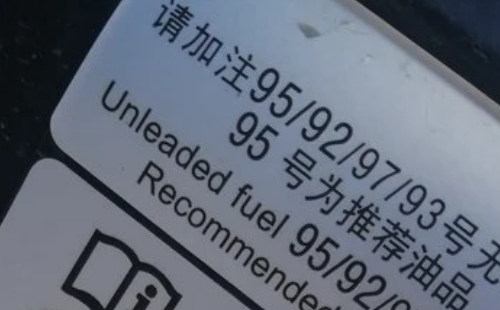 请加注95/92/97/93号无
95 号为推荐油品
Unleaded fuel 95/92/
Recommended